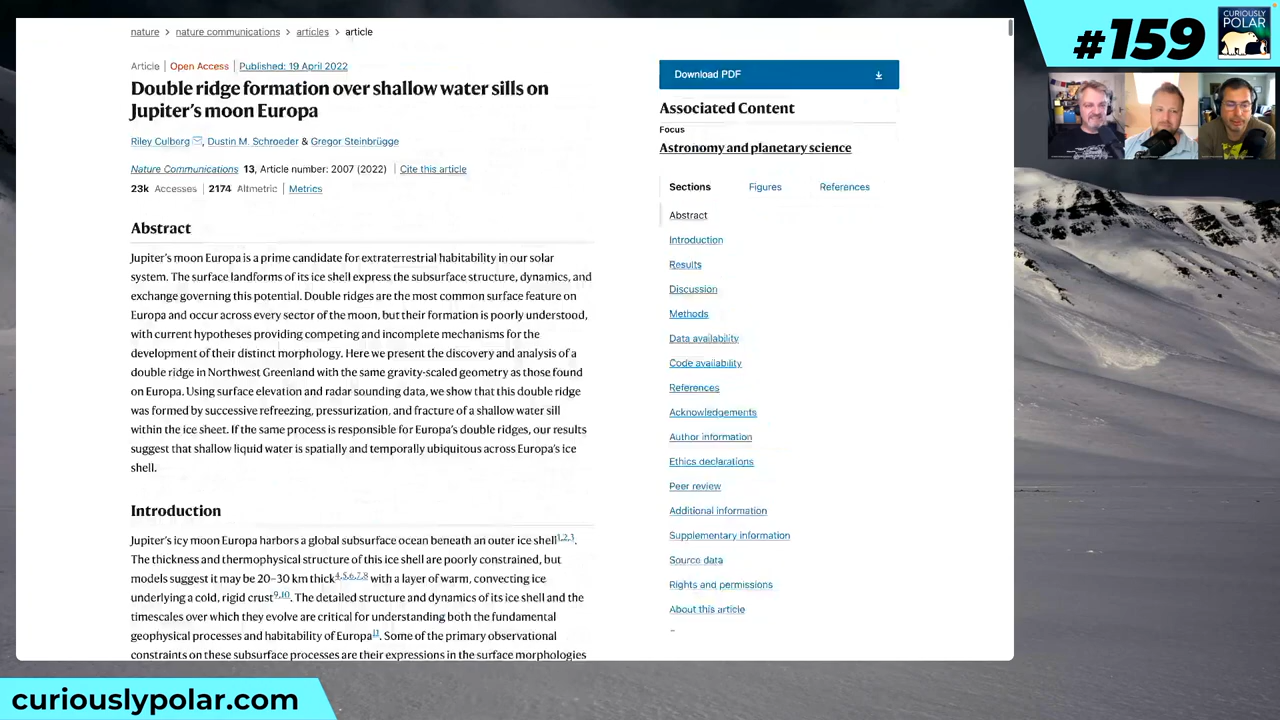 nature > nature communications > articles > article
Article | Open Access | Published: 19 April 2022
Double ridge formation over shallow water sills on
Jupiter's moon Europa
Riley Culberg, Dustin M. Schroeder & Gregor Steinbrügge
Nature Communications 13, Article number: 2007 (2022) | Cite this article
23k Accesses | 2174 Altmetric | Metrics
Abstract
Jupiter's moon Europa is a prime candidate for extraterrestrial habitability in our solar
system. The surface landforms of its ice shell express the subsurface structure, dynamics, and
exchange governing this potential. Double ridges are the most common surface feature on
Europa and occur across every sector of the moon, but their formation is poorly understood,
with current hypotheses providing competing and incomplete mechanisms for the
development of their distinct morphology. Here we present the discovery and analysis of a
double ridge in Northwest Greenland with the same gravity-scaled geometry as those found
on Europa. Using surface elevation and radar sounding data, we show that this double ridge
was formed by successive refreezing, pressurization, and fracture of a shallow water sill
within the ice sheet. If the same process is responsible for Europa's double ridges, our results
suggest that shallow liquid water is spatially and temporally ubiquitous across Europa's ice
shell.
Introduction
Jupiter's icy moon Europa harbors a global subsurface ocean beneath an outer ice shell1,2,3.
The thickness and thermophysical structure of this ice shell are poorly constrained, but
models suggest it may be 20–30 km thick4,5,6,7,8 with a layer of warm, convecting ice
underlying a cold, rigid crust9,10. The detailed structure and dynamics of its ice shell and the
timescales over which they evolve are critical for understanding both the fundamental
geophysical processes and habitability of Europa11. Some of the primary observational
constraints on these subsurface processes are their expressions in the surface morphologies
Download PDF
Associated Content
Focus
Astronomy and planetary science
Sections Figures References
Abstract
Introduction
Results
Discussion
Methods
Data availability
Code availability
References
Acknowledgements
Author information
Ethics declarations
Peer review
Additional information
Supplementary information
Source data
Rights and permissions
About this article
#159
CURIOUSLY
POLAR
curiouslypolar.com